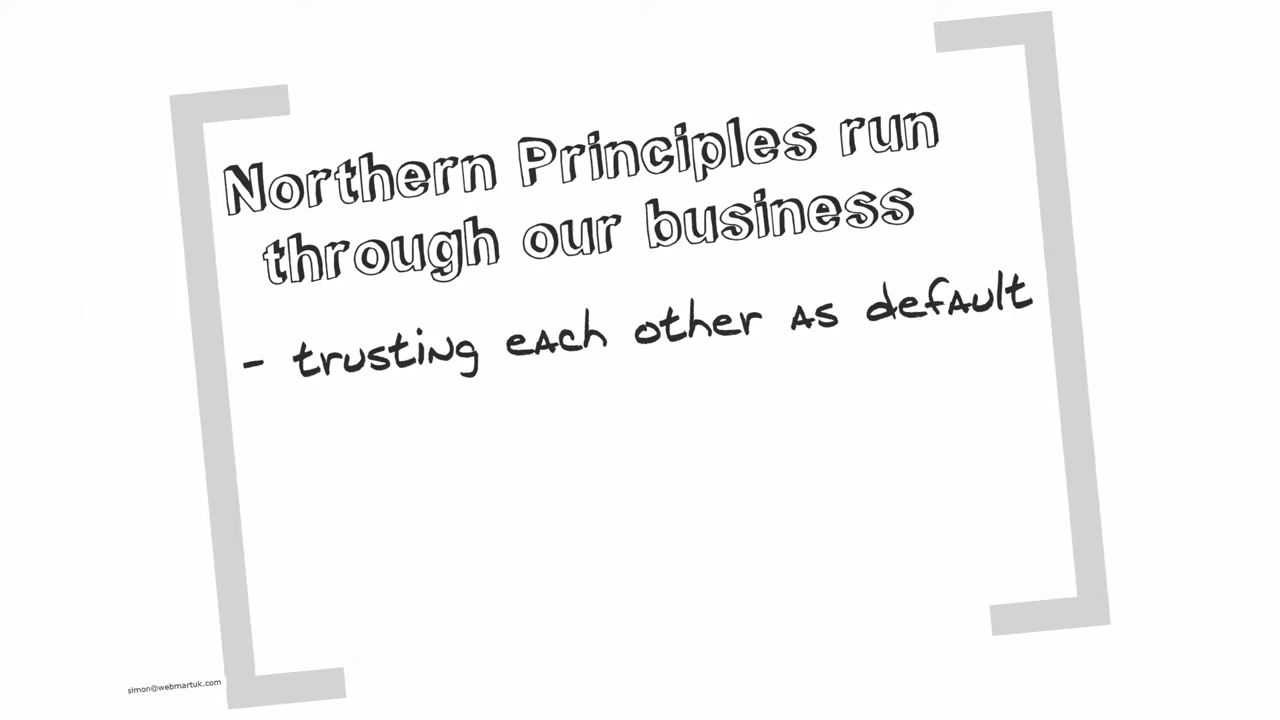 Northern Principles run
through our business
- trusting each other as default
simon@webmartuk.com